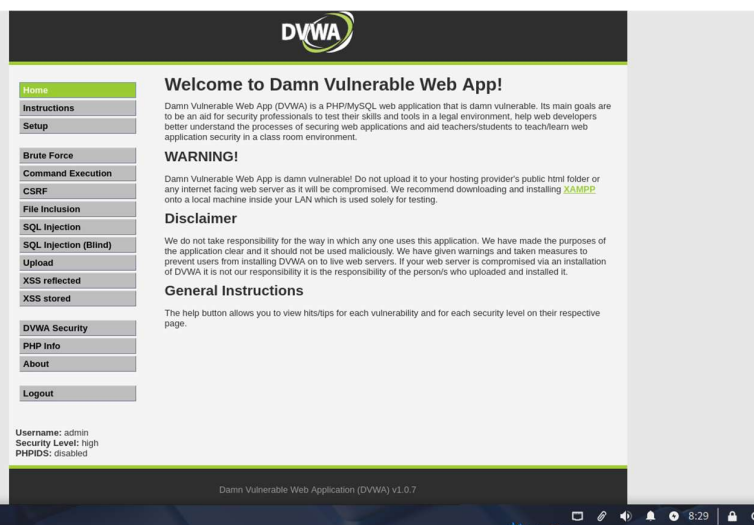 DVWA
Home
Instructions
Setup
Brute Force
Command Execution
CSRF
File Inclusion
SQL Injection
SQL Injection (Blind)
Upload
XSS reflected
XSS stored
DVWA Security
PHP Info
About
Logout
Username: admin
Security Level: high
PHPIDS: disabled
Welcome to Damn Vulnerable Web App!
Damn Vulnerable Web App (DVWA) is a PHP/MySQL web application that is damn vulnerable. Its main goals are
to be an aid for security professionals to test their skills and tools in a legal environment, help web developers
better understand the processes of securing web applications and aid teachers/students to teach/learn web
application security in a class room environment.
WARNING!
Damn Vulnerable Web App is damn vulnerable! Do not upload it to your hosting provider's public html folder or
any internet facing web server as it will be compromised. We recommend downloading and installing XAMPP
onto a local machine inside your LAN which is used solely for testing.
Disclaimer
We do not take responsibility for the way in which any one uses this application. We have made the purposes of
the application clear and it should not be used maliciously. We have given warnings and taken measures to
prevent users from installing DVWA on to live web servers. If your web server is compromised via an installation
of DVWA it is not our responsibility it is the responsibility of the person/s who uploaded and installed it.
General Instructions
The help button allows you to view hits/tips for each vulnerability and for each security level on their respective
page.
Damn Vulnerable Web Application (DVWA) v1.0.7
8:29